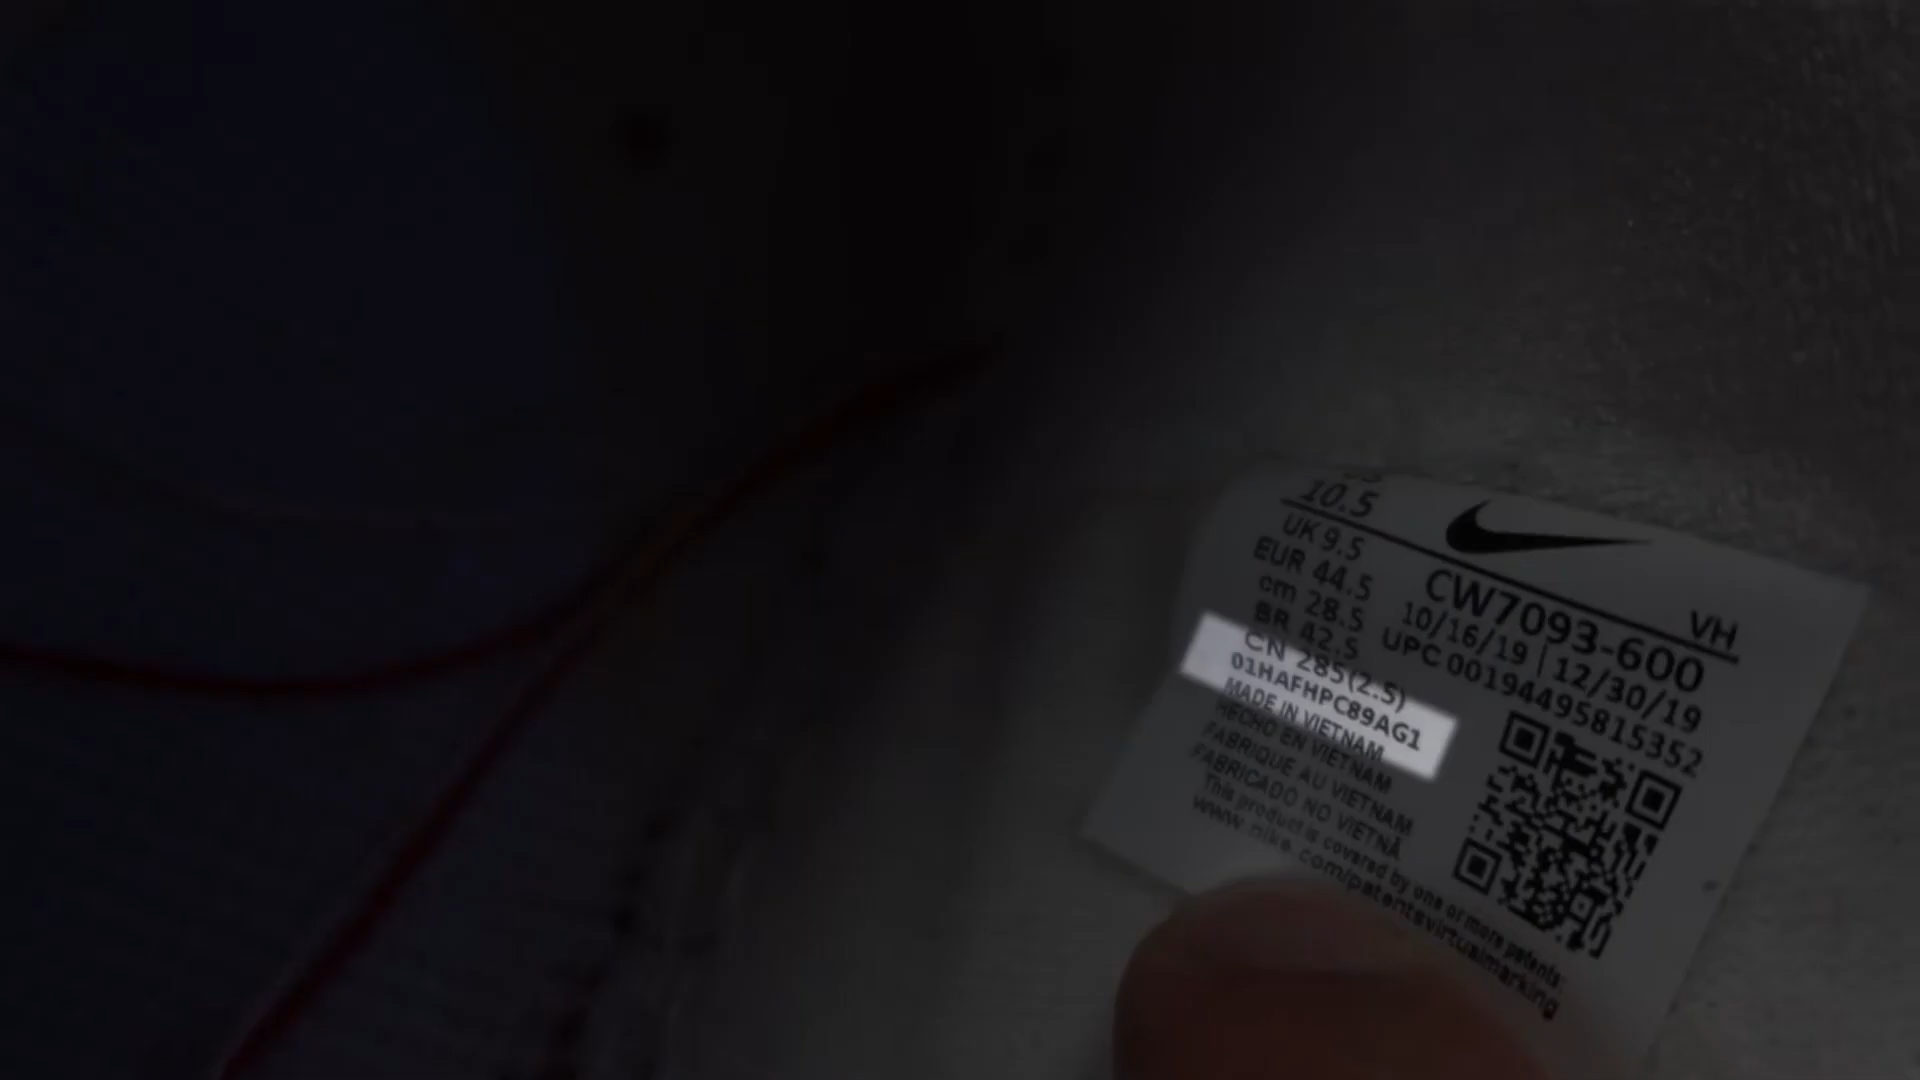 10.5
UK 9.5
EUR 44.5
cm 28.5
BR 42.5
CN 285(2.5)
01HAFHPC89AG1
MADE IN VIETNAM
HECHO EN VIETNAM
FABRIQUE AU VIETNAM
FABRICADO NO VIETNÃ
This product is covered by one or more patents:
www.nike.com/patentsvirtualmarking
VH
CW7093-600
10/16/19 | 12/30/19
UPC 00194495815352